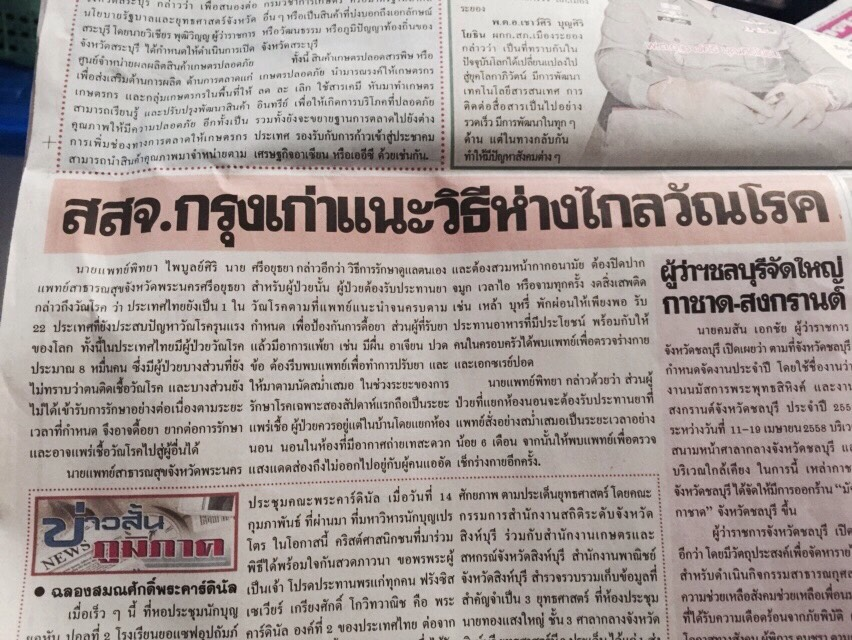 นโยบายรัฐบาลและยุทธศาสตร์จังหวัด
สระบุรี โดยนายวิเชียร พุฒิวิญญู ผู้ว่าราชการ
จังหวัดสระบุรี ได้กำหนดให้ดำเนินการเปิด
ศูนย์จำหน่ายผลผลิตสินค้าเกษตรปลอดภัย
เพื่อส่งเสริมด้านการผลิต ด้านการตลาดแก่
เกษตรกร และกลุ่มเกษตรกรในพื้นที่ให้
สามารถเรียนรู้ และปรับปรุงพัฒนาสินค้า
คุณภาพให้มีความปลอดภัย อีกทั้งเป็น
การเพิ่มช่องทางการตลาดให้เกษตรกร
สามารถนำสินค้าคุณภาพมาจำหน่ายตาม
อื่น ๆ หรือเป็นสินค้าที่บ่งบอกถึงเอกลักษณ์
หรือวัฒนธรรม หรือภูมิปัญญาท้องถิ่นของ
จังหวัดสระบุรี
ทั้งนี้ สินค้าเกษตรปลอดสารพิษ หรือ
เกษตรปลอดภัย นำมารณรงค์ให้เกษตรกร
ลด ละ เลิก ใช้สารเคมี หันมาทำเกษตร
อินทรีย์ เพื่อให้เกิดการบริโภคที่ปลอดภัย
รวมทั้งยังจะขยายฐานการตลาดไปยังต่าง
ประเทศ รองรับการก้าวเข้าสู่ประชาคม
เศรษฐกิจอาเซียน หรือเออีซี ด้วยเช่นกัน.
ระยอง
พ.ต.อ.เชาว์ศิริ บุญศิริ
โยธิน ผกก.สภ.เมืองระยอง
กล่าวว่า เป็นที่ทราบกันใน
ปัจจุบันโลกได้เปลี่ยนแปลงไป
สู่ยุคโลกาภิวัตน์ มีการพัฒนา
เทคโนโลยีสารสนเทศ การ
ติดต่อสื่อสารเป็นไปอย่าง
รวดเร็ว มีการพัฒนาในทุก ๆ
ด้าน แต่ในทางกลับกัน
ทำให้มีปัญหาสังคมต่าง ๆ
สสจ.กรุงเก่าแนะวิธีห่างไกลวัณโรค
นายแพทย์พิทยา ไพบูลย์ศิริ นาย
แพทย์สาธารณสุขจังหวัดพระนครศรีอยุธยา
กล่าวถึงวัณโรค ว่า ประเทศไทยยังเป็น 1 ใน
22 ประเทศที่ยังประสบปัญหาวัณโรครุนแรง
ของโลก ทั้งนี้ในประเทศไทยมีผู้ป่วยวัณโรค
ประมาณ 8 หมื่นคน ซึ่งมีผู้ป่วยบางส่วนที่ยัง
ไม่ทราบว่าตนติดเชื้อวัณโรค และบางส่วนยัง
ไม่ได้เข้ารับการรักษาอย่างต่อเนื่องตามระยะ
เวลาที่กำหนด จึงอาจดื้อยา ยากต่อการรักษา
และอาจแพร่เชื้อวัณโรคไปสู่ผู้อื่นได้
นายแพทย์สาธารณสุขจังหวัดพระนคร
ศรีอยุธยา กล่าวอีกว่า วิธีการรักษาดูแลตนเอง
สำหรับผู้ป่วยนั้น ผู้ป่วยต้องรับประทานยา
วัณโรคตามที่แพทย์แนะนำจนครบตาม
กำหนด เพื่อป้องกันการดื้อยา ส่วนผู้ที่รับยา
แล้วมีอาการแพ้ยา เช่น มีผื่น อาเจียน ปวด
ข้อ ต้องรีบพบแพทย์เพื่อทำการปรับยา และ
ให้มาตามนัดสม่ำเสมอ ในช่วงระยะของการ
รักษาโรคเฉพาะสองสัปดาห์แรกถือเป็นระยะ
แพร่เชื้อ ผู้ป่วยควรอยู่แต่ในบ้านโดยแยกห้อง
นอน นอนในห้องที่มีอากาศถ่ายเทสะดวก
แสงแดดส่องถึงไม่ออกไปอยู่กับผู้คนแออัด
และต้องสวมหน้ากากอนามัย ต้องปิดปาก
จมูก เวลาไอ หรือจามทุกครั้ง งดสิ่งเสพติด
เช่น เหล้า บุหรี่ พักผ่อนให้เพียงพอ รับ
ประทานอาหารที่มีประโยชน์ พร้อมกับให้
คนในครอบครัวได้พบแพทย์เพื่อตรวจร่างกาย
และเอกซเรย์ปอด
นายแพทย์พิทยา กล่าวด้วยว่า ส่วนผู้
ป่วยที่แยกห้องนอนจะต้องรับประทานยาที่
แพทย์สั่งอย่างสม่ำเสมอเป็นระยะเวลาอย่าง
น้อย 6 เดือน จากนั้นให้พบแพทย์เพื่อตรวจ
เช็กร่างกายอีกครั้ง.
ผู้ว่าฯชลบุรีจัดใหญ่
กาชาด-สงกรานต์
นายคมสัน เอกชัย ผู้ว่าราชการ
จังหวัดชลบุรี เปิดเผยว่า ตามที่จังหวัดชลบุรี
กำหนดจัดงานประจำปี โดยใช้ชื่องานว่า
งานนมัสการพระพุทธสิหิงค์ และงาน
สงกรานต์จังหวัดชลบุรี ประจำปี 255
ระหว่างวันที่ 11-19 เมษายน 2558 บริเวณ
สนามหน้าศาลากลางจังหวัดชลบุรี และ
บริเวณใกล้เคียง ในการนี้ เหล่ากาชาด
จังหวัดชลบุรี ได้จัดให้มีการออกร้าน
กาชาด” จังหวัดชลบุรี ขึ้น
ผู้ว่าราชการจังหวัดชลบุรี เปิด
อีกว่า โดยมีวัตถุประสงค์เพื่อจัดหาราย
สำหรับดำเนินกิจกรรมสาธารณกุศล
ความช่วยเหลือสังคมช่วยเหลือเพื่อน
ที่ได้รับความเดือดร้อนจากภัยพิบัติ
ข่าวสั้น
ภูมิภาค
NEWS
● ฉลองสมณศักดิ์พระคาร์ดินัล
เมื่อเร็ว ๆ นี้ ที่หอประชุมนักบุญ
ยอห์น ปอลที่ 2 โรงเรียนยอแซฟอุปถัมภ์
ประชุมคณะพระคาร์ดินัล เมื่อวันที่ 14
กุมภาพันธ์ ที่ผ่านมา ที่มหาวิหารนักบุญเปร
โตร ในโอกาสนี้ คริสต์ศาสนิกชนที่มาร่วม
พิธีได้พร้อมใจกันสวดภาวนา ขอพรพระผู้
เป็นเจ้า โปรดประทานพรแก่ทุกคน ฟรังซิส
เซเวียร์ เกรียงศักดิ์ โกวิทวาณิช คือ พระ
คาร์ดินัล องค์ที่ 2 ของประเทศไทย ต่อจาก
ศักยภาพ ตามประเด็นยุทธศาสตร์ โดยคณะ
กรรมการสำนักงานสถิติระดับจังหวัด
สิงห์บุรี ร่วมกับสำนักงานเกษตรและ
สหกรณ์จังหวัดสิงห์บุรี สำนักงานพาณิชย์
จังหวัดสิงห์บุรี สำรวจรวบรวมเก็บข้อมูลที่
สำคัญจำเป็น 3 ยุทธศาสตร์ ที่ห้องประชุม
นายทองแสงใหญ่ ชั้น 3 ศาลากลางจังหวัด